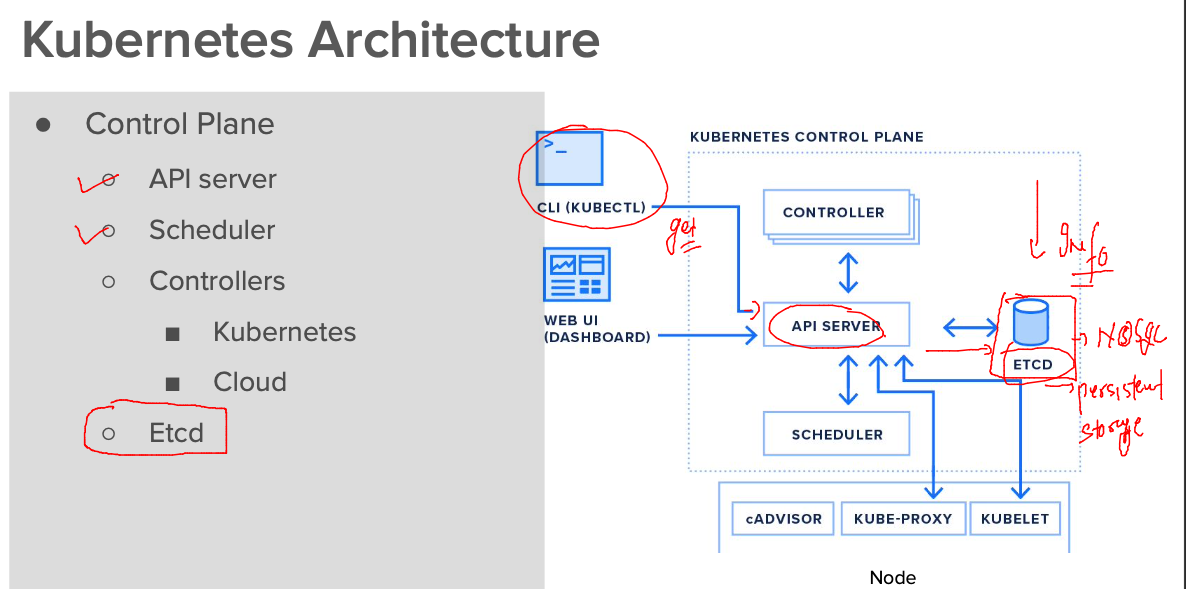 Kubernetes Architecture
● Control Plane
○ API server
○ Scheduler
○ Controllers
■ Kubernetes
■ Cloud
○ Etcd
KUBERNETES CONTROL PLANE
>_
CLI (KUBECTL)
get
WEB UI
(DASHBOARD)
CONTROLLER
API SERVER
SCHEDULER
ETCD
Info
NOSQL
persistent
storage
cADVISOR
KUBE-PROXY
KUBELET
Node